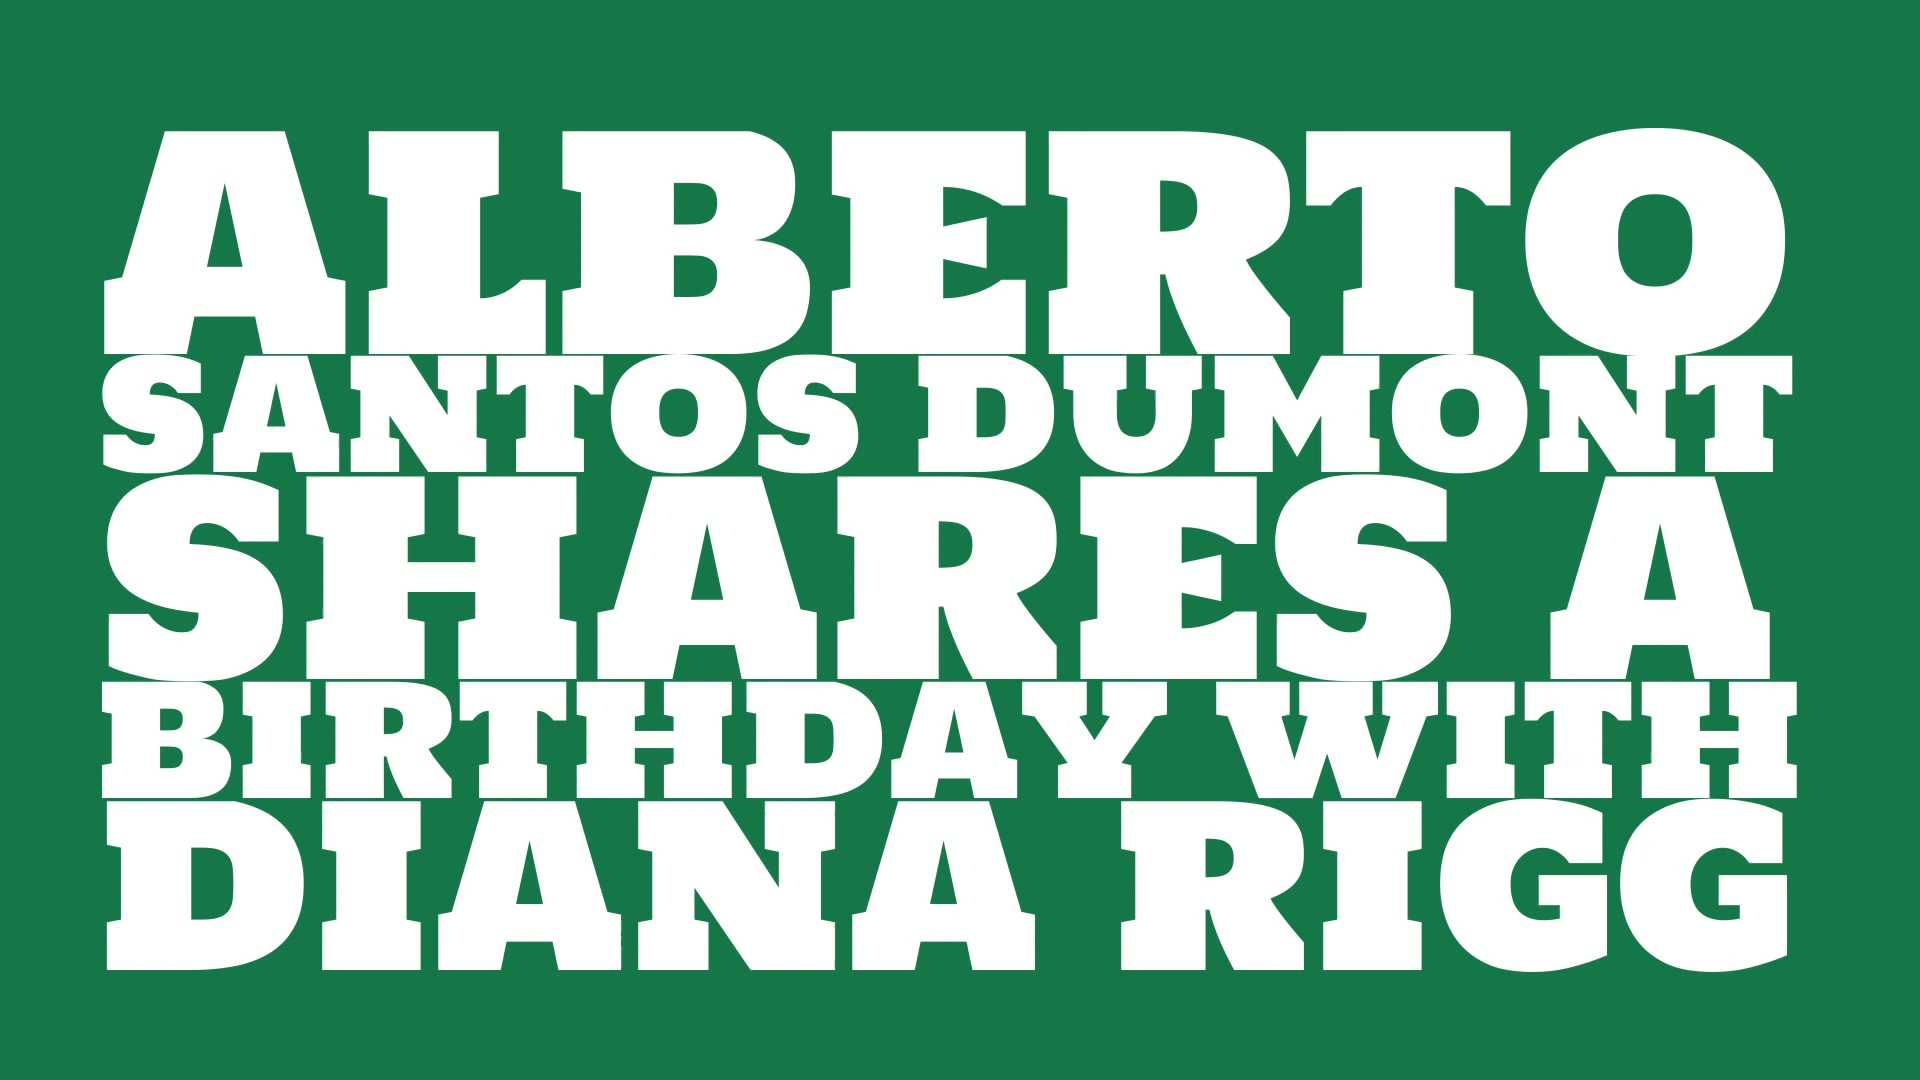 ALBERTO
SANTOS DUMONT
SHARES A
BIRTHDAY WITH
DIANA RIGG